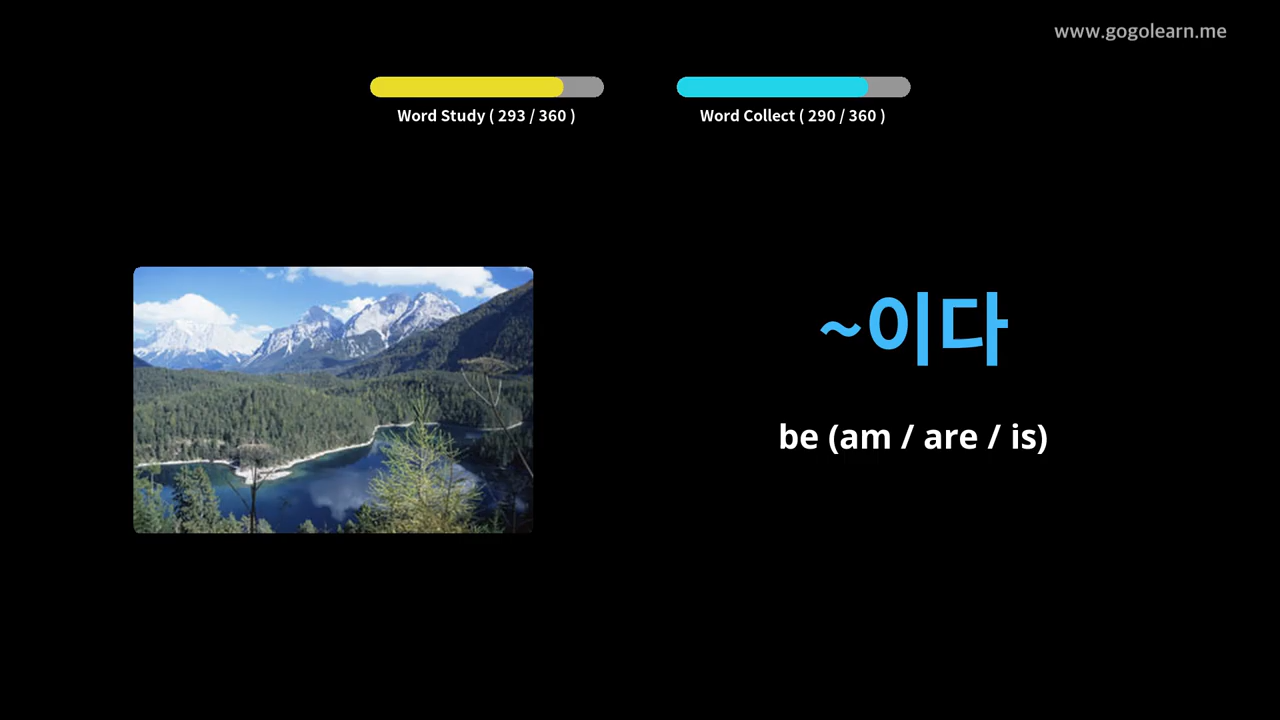 www.gogolearn.me
Word Study ( 293 / 360 )
Word Collect ( 290 / 360 )
~이다
be (am / are / is)